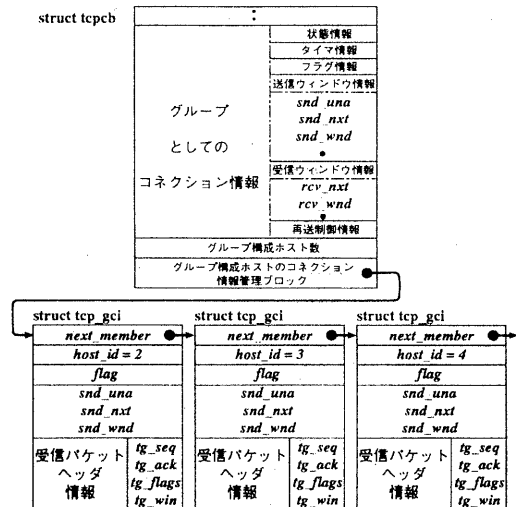 struct tcpcb
状態情報
タイマ情報
フラグ情報
送信ウィンドウ情報
snd_una
snd_nxt
snd_wnd
受信ウィンドウ情報
rcv_nxt
rcv_wnd
再送制御情報
グループ
としての
コネクション情報
グループ構成ホスト数
グループ構成ホストのコネクション
情報管理ブロック
struct tcp_gci
next_member
host_id = 2
flag
snd_una
snd_nxt
snd_wnd
受信パケット
ヘッダ
情報
tg_seq
tg_ack
tg_flags
tg_win
struct tcp_gci
next_member
host_id = 3
flag
snd_una
snd_nxt
snd_wnd
受信パケット
ヘッダ
情報
tg_seq
tg_ack
tg_flags
tg_win
struct tcp_gci
next_member
host_id = 4
flag
snd_una
snd_nxt
snd_wnd
受信パケット
ヘッダ
情報
tg_seq
tg_ack
tg_flags
tg_win